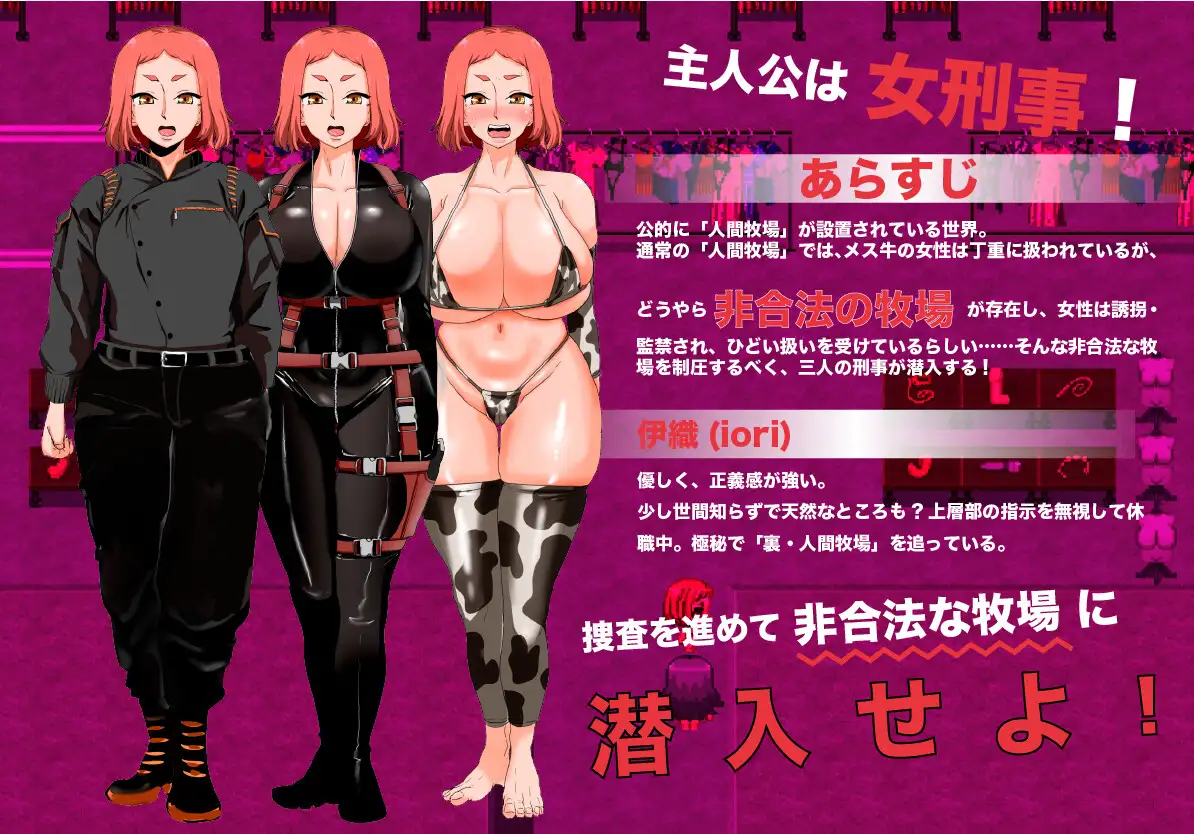 主人公は 女刑事！
あらすじ
公的に「人間牧場」が設置されている世界。
通常の「人間牧場」では、メス牛の女性は丁重に扱われているが、
どうやら 非合法の牧場 が存在し、女性は誘拐・
監禁され、ひどい扱いを受けているらしい……そんな非合法な牧
場を制圧するべく、三人の刑事が潜入する！
伊織 (iori)
優しく、正義感が強い。
少し世間知らずで天然なところも？上層部の指示を無視して休
職中。極秘で「裏・人間牧場」を追っている。
捜査を進めて 非合法な牧場 に
潜入せよ！